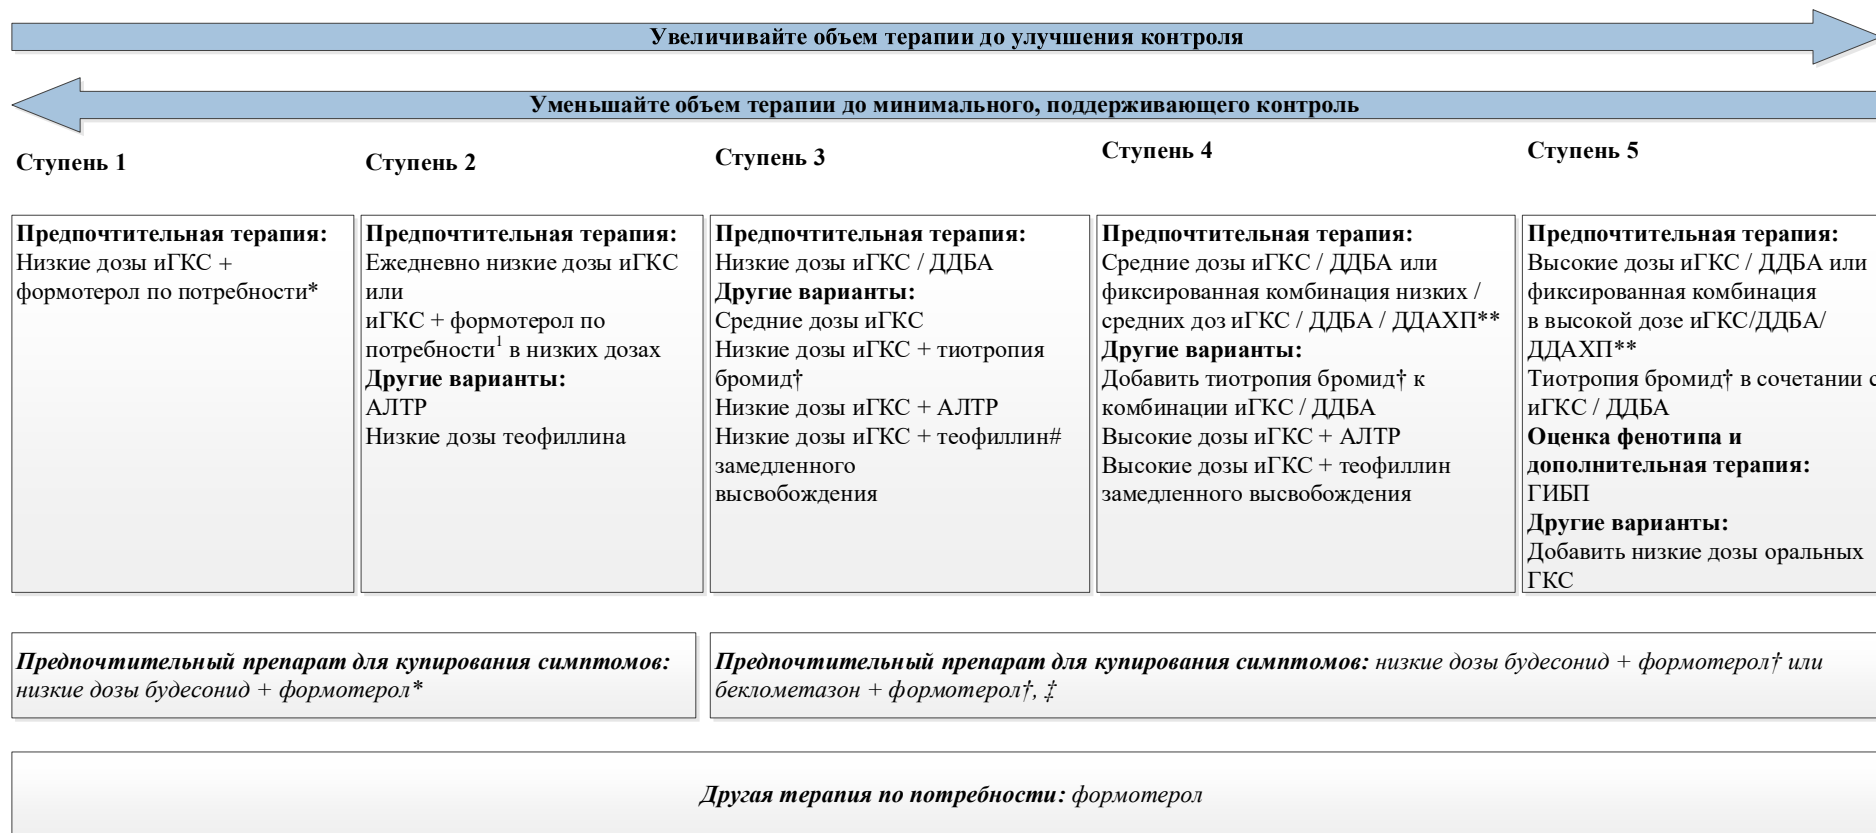 Увеличивайте объем терапии до улучшения контроля
Уменьшайте объем терапии до минимального, поддерживающего контроль
Ступень 1
Ступень 2
Ступень 3
Ступень 4
Ступень 5
Предпочтительная терапия:
Низкие дозы иГКС +
формотерол по потребности*
Предпочтительная терапия:
Ежедневно низкие дозы иГКС
или
иГКС + формотерол по
потребности¹ в низких дозах
Другие варианты:
АЛТР
Низкие дозы теофиллина
Предпочтительная терапия:
Низкие дозы иГКС / ДДБА
Другие варианты:
Средние дозы иГКС
Низкие дозы иГКС + тиотропия
бромид†
Низкие дозы иГКС + АЛТР
Низкие дозы иГКС + теофиллин#
замедленного
высвобождения
Предпочтительная терапия:
Средние дозы иГКС / ДДБА или
фиксированная комбинация низких /
средних доз иГКС / ДДБА / ДДАХП**
Другие варианты:
Добавить тиотропия бромид† к
комбинации иГКС / ДДБА
Высокие дозы иГКС + АЛТР
Высокие дозы иГКС + теофиллин
замедленного высвобождения
Предпочтительная терапия:
Высокие дозы иГКС / ДДБА или
фиксированная комбинация
в высокой дозе иГКС/ДДБА/
ДДАХП**
Тиотропия бромид† в сочетании с
иГКС / ДДБА
Оценка фенотипа и
дополнительная терапия:
ГИБП
Другие варианты:
Добавить низкие дозы оральных
ГКС
Предпочтительный препарат для купирования симптомов:
низкие дозы будесонид + формотерол*
Предпочтительный препарат для купирования симптомов: низкие дозы будесонид + формотерол† или
беклометазон + формотерол†, ‡
Другая терапия по потребности: формотерол